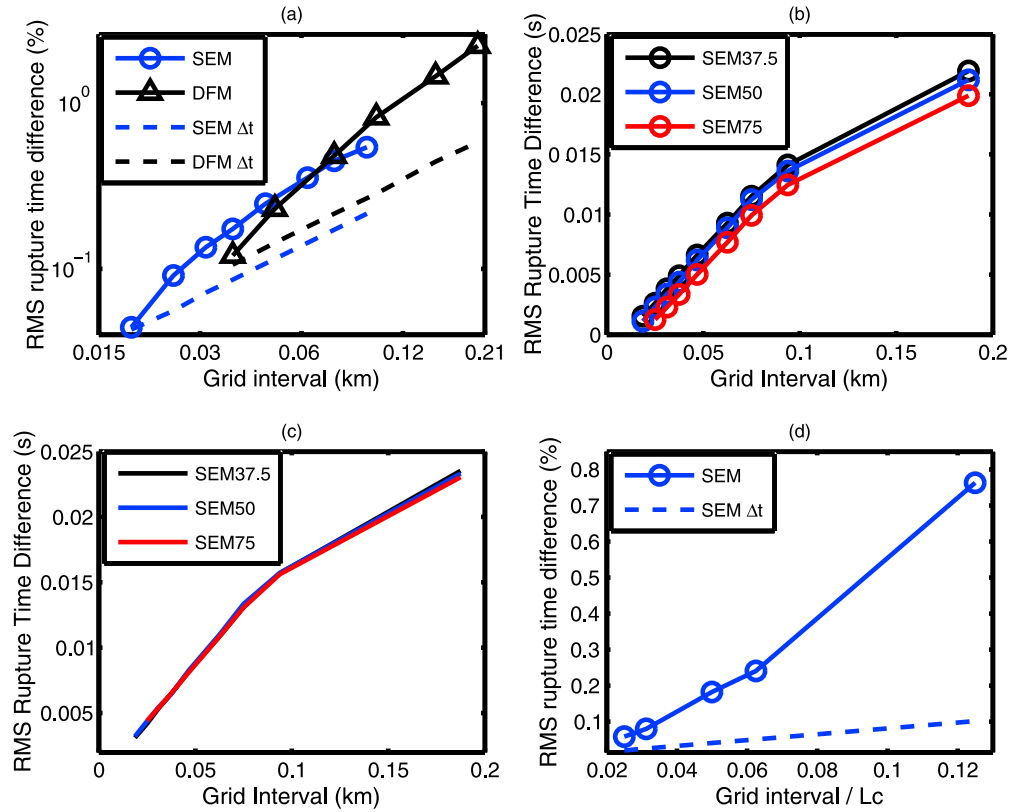 (a)
RMS rupture time difference (%)
10^0
10^-1
SEM
DFM
SEM Δt
DFM Δt
0.015 0.03 0.06 0.12 0.21
Grid interval (km)
(b)
RMS Rupture Time Difference (s)
0.025
0.02
0.015
0.01
0.005
0
SEM37.5
SEM50
SEM75
0 0.05 0.1 0.15 0.2
Grid Interval (km)
(c)
RMS Rupture Time Difference (s)
0.025
0.02
0.015
0.01
0.005
SEM37.5
SEM50
SEM75
0 0.05 0.1 0.15 0.2
Grid Interval (km)
(d)
RMS rupture time difference (%)
0.8
0.7
0.6
0.5
0.4
0.3
0.2
0.1
SEM
SEM Δt
0.02 0.04 0.06 0.08 0.10 0.12
Grid interval / Lc